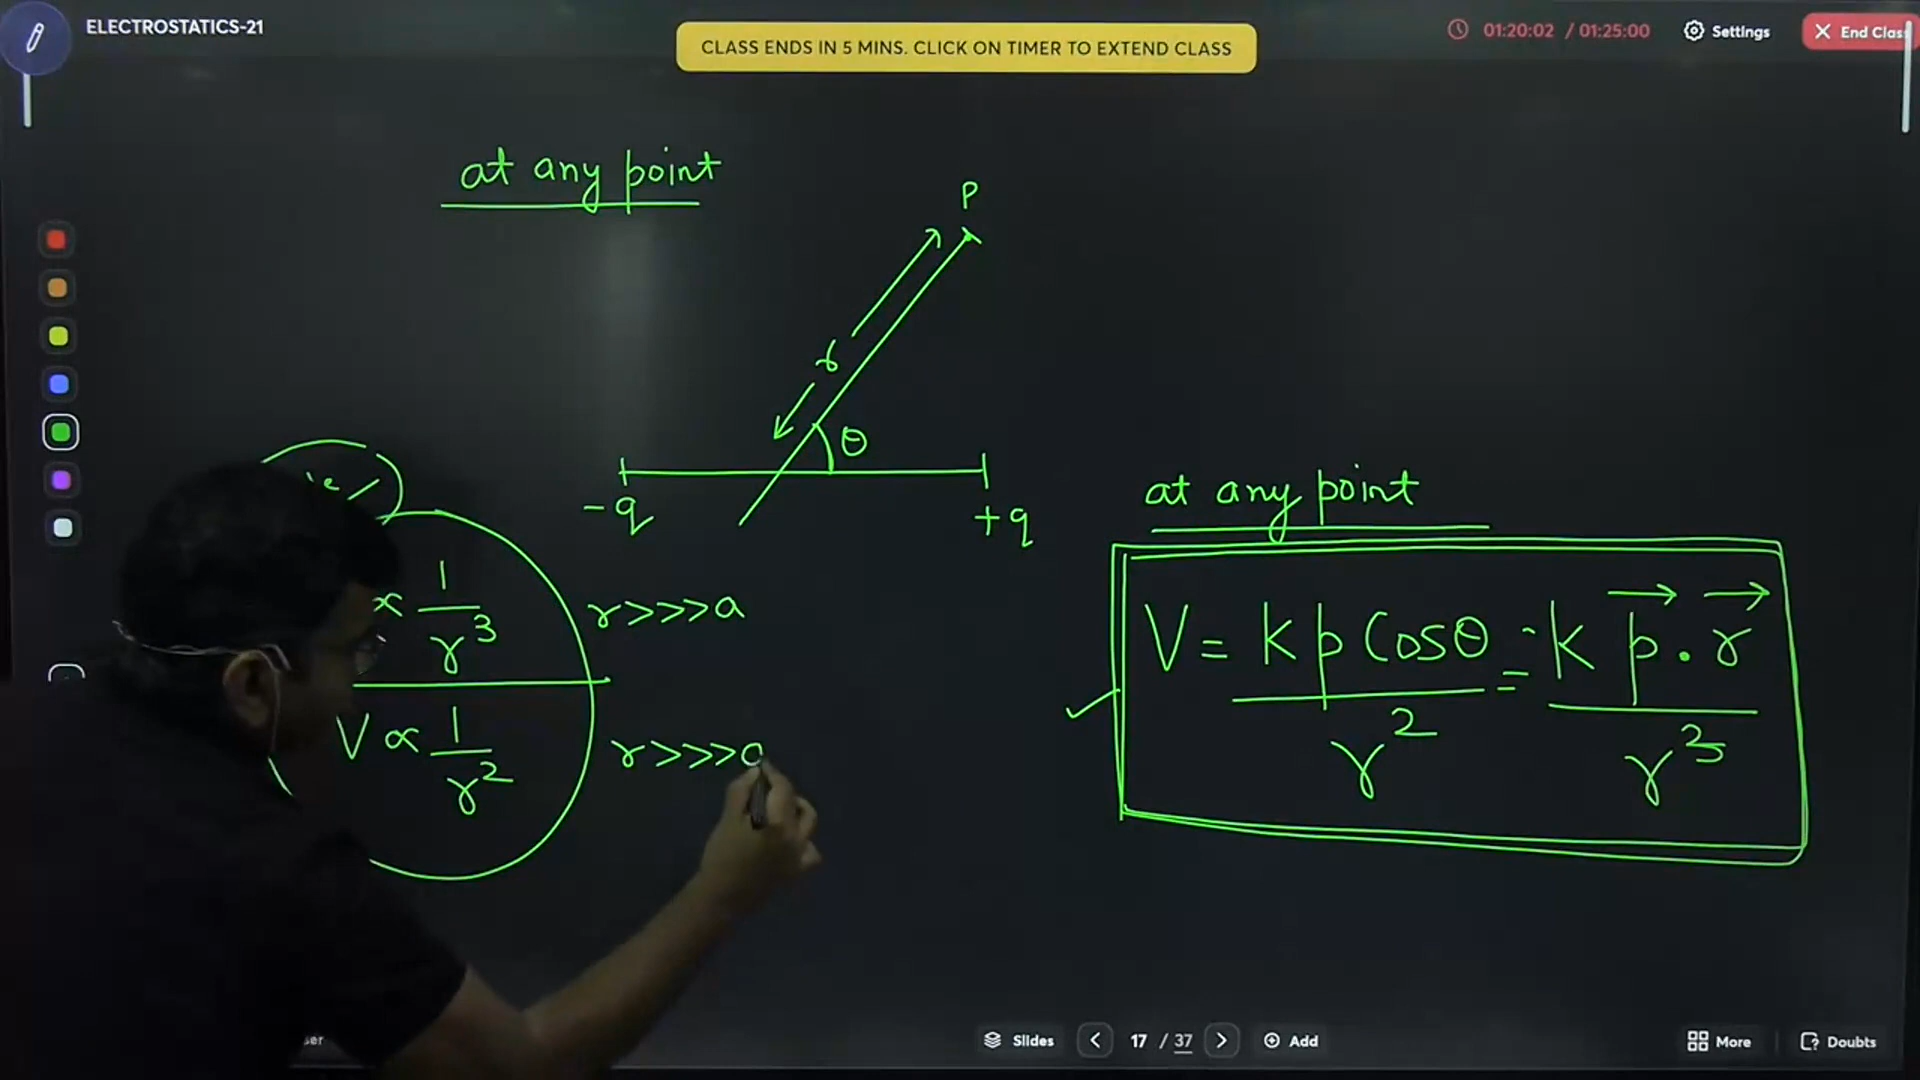 ELECTROSTATICS-21
CLASS ENDS IN 5 MINS. CLICK ON TIMER TO EXTEND CLASS
01:20:02 / 01:25:00
Settings
End Class
at any point
P
r
θ
-q
+q
∝ 1/r³ r>>>a
V ∝ 1/r² r>>>a
at any point
V = kp Cosθ / r² = k p⃗ . r⃗ / r³
Slides
17 / 37
Add
More
Doubts